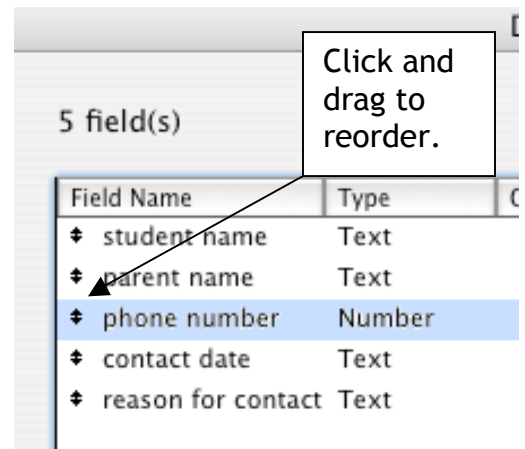 Click and
drag to
reorder.
5 field(s)
Field Name Type
student name Text
parent name Text
phone number Number
contact date Text
reason for contact Text